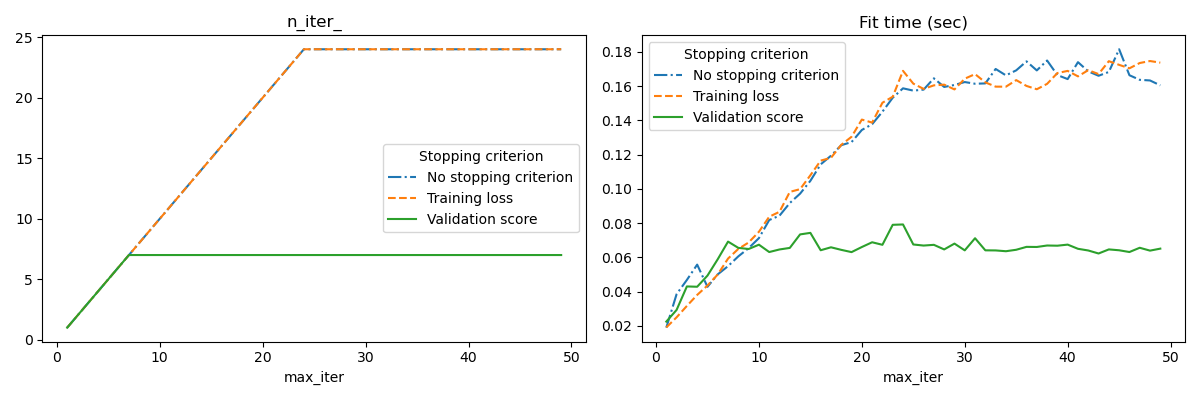 n_iter_
25
20
15
10
5
0
Stopping criterion
No stopping criterion
Training loss
Validation score
0 10 20 30 40 50
max_iter
Fit time (sec)
0.18
0.16
0.14
0.12
0.10
0.08
0.06
0.04
0.02
Stopping criterion
No stopping criterion
Training loss
Validation score
0 10 20 30 40 50
max_iter